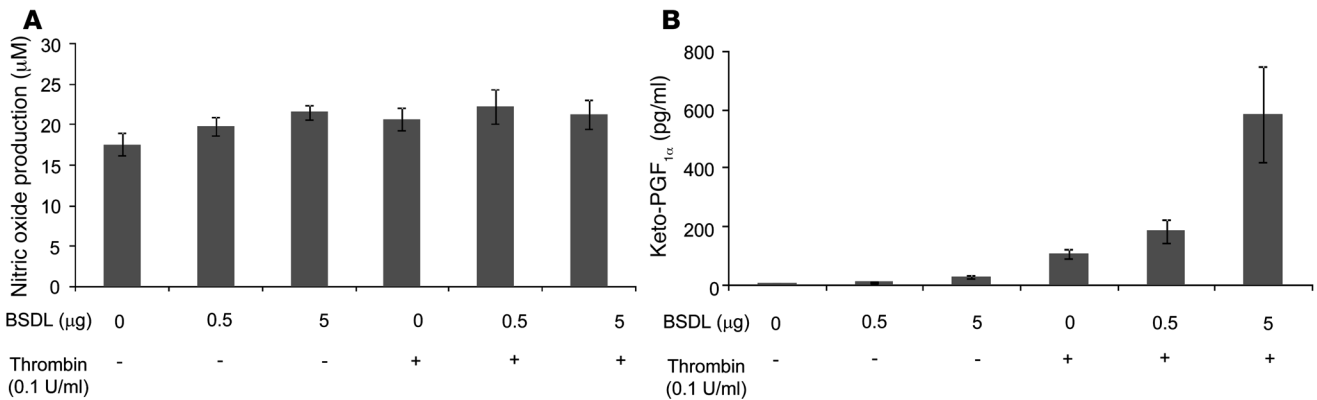 A
Nitric oxide production (μM)
30
25
20
15
10
5
0
BSDL (μg) 0 0.5 5 0 0.5 5
Thrombin - - - + + +
(0.1 U/ml)
B
Keto-PGF1α (pg/ml)
800
600
400
200
0
BSDL (μg) 0 0.5 5 0 0.5 5
Thrombin - - - + + +
(0.1 U/ml)